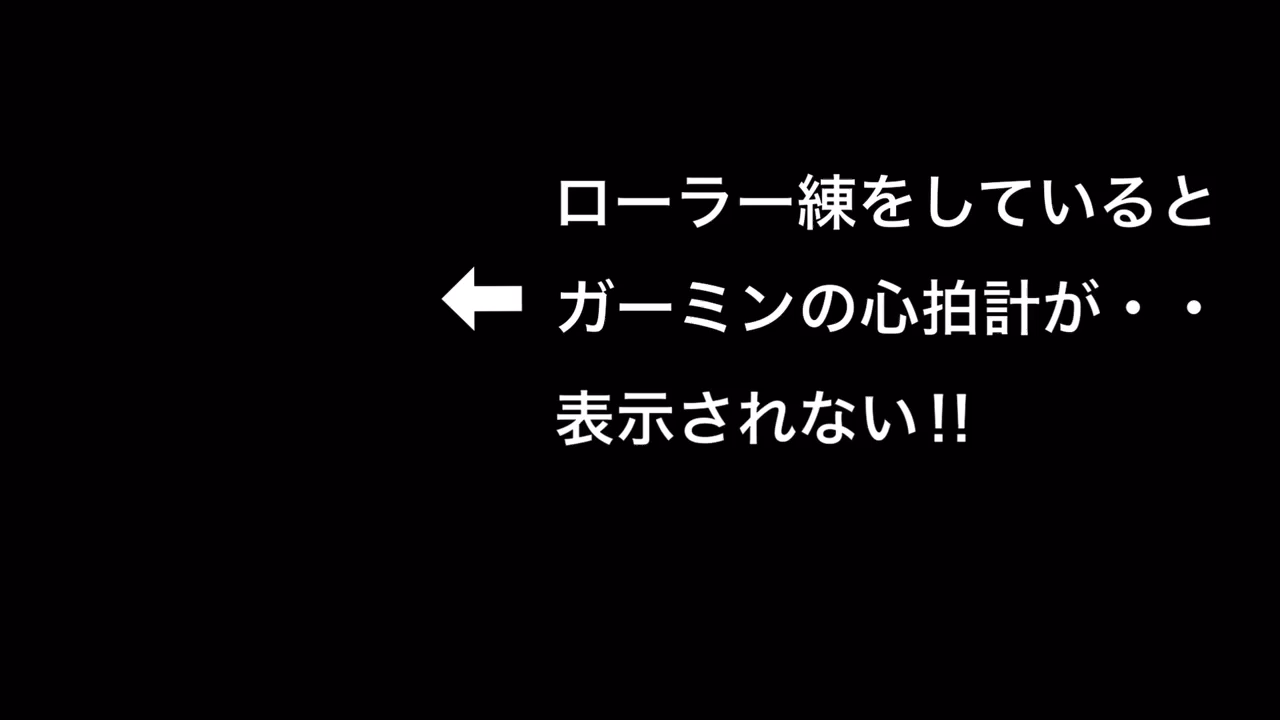 ローラー練をしていると
ガーミンの心拍計が・・
表示されない!!